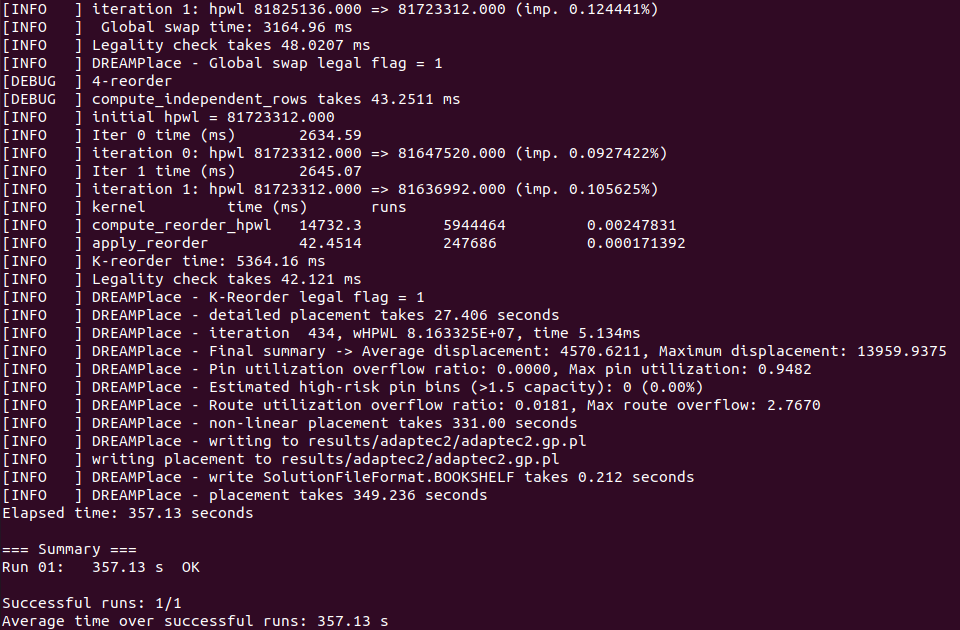 [INFO   ] iteration 1: hpwl 81825136.000 => 81723312.000 (imp. 0.124441%)
[INFO   ]  Global swap time: 3164.96 ms
[INFO   ] Legality check takes 48.0207 ms
[INFO   ] DREAMPlace - Global swap legal flag = 1
[DEBUG  ] 4-reorder
[DEBUG  ] compute_independent_rows takes 43.2511 ms
[INFO   ] initial hpwl = 81723312.000
[INFO   ] Iter 0 time (ms)       2634.59
[INFO   ] iteration 0: hpwl 81723312.000 => 81647520.000 (imp. 0.0927422%)
[INFO   ] Iter 1 time (ms)       2645.07
[INFO   ] iteration 1: hpwl 81723312.000 => 81636992.000 (imp. 0.105625%)
[INFO   ] kernel         time (ms)       runs
[INFO   ] compute_reorder_hpwl   14732.3         5944464         0.00247831
[INFO   ] apply_reorder          42.4514         247686          0.000171392
[INFO   ] K-reorder time: 5364.16 ms
[INFO   ] Legality check takes 42.121 ms
[INFO   ] DREAMPlace - K-Reorder legal flag = 1
[INFO   ] DREAMPlace - detailed placement takes 27.406 seconds
[INFO   ] DREAMPlace - iteration  434, wHPWL 8.163325E+07, time 5.134ms
[INFO   ] DREAMPlace - Final summary -> Average displacement: 4570.6211, Maximum displacement: 13959.9375
[INFO   ] DREAMPlace - Pin utilization overflow ratio: 0.0000, Max pin utilization: 0.9482
[INFO   ] DREAMPlace - Estimated high-risk pin bins (>1.5 capacity): 0 (0.00%)
[INFO   ] DREAMPlace - Route utilization overflow ratio: 0.0181, Max route overflow: 2.7670
[INFO   ] DREAMPlace - non-linear placement takes 331.00 seconds
[INFO   ] DREAMPlace - writing to results/adaptec2/adaptec2.gp.pl
[INFO   ] writing placement to results/adaptec2/adaptec2.gp.pl
[INFO   ] DREAMPlace - write SolutionFileFormat.BOOKSHELF takes 0.212 seconds
[INFO   ] DREAMPlace - placement takes 349.236 seconds
Elapsed time: 357.13 seconds

=== Summary ===
Run 01:   357.13 s  OK

Successful runs: 1/1
Average time over successful runs: 357.13 s